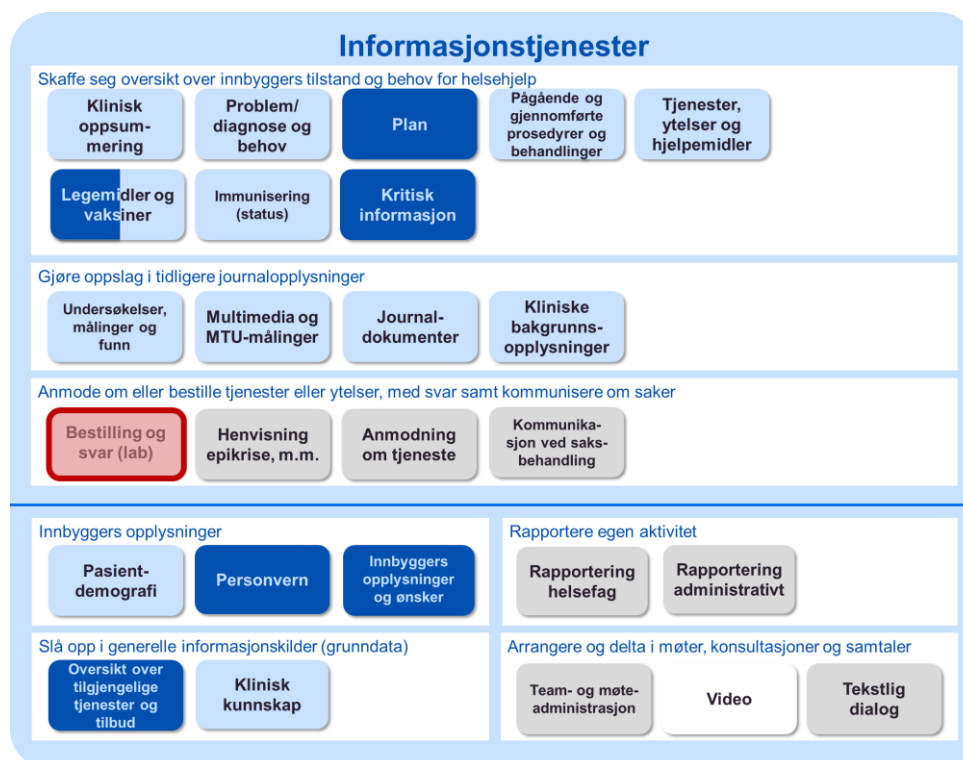 Informasjonstjenester
Skaffe seg oversikt over innbyggers tilstand og behov for helsehjelp
Klinisk
oppsum-
mering
Problem/
diagnose og
behov
Plan
Pågående og
gjennomførte
prosedyrer og
behandlinger
Tjenester,
ytelser og
hjelpemidler
Legemidler og
vaksiner
Immunisering
(status)
Kritisk
informasjon
Gjøre oppslag i tidligere journalopplysninger
Undersøkelser,
målinger og
funn
Multimedia og
MTU-målinger
Journal-
dokumenter
Kliniske
bakgrunns-
opplysninger
Anmode om eller bestille tjenester eller ytelser, med svar samt kommunisere om saker
Bestilling og
svar (lab)
Henvisning
epikrise, m.m.
Anmodning
om tjeneste
Kommunika-
sjon ved saks-
behandling
Innbyggers opplysninger
Pasient-
demografi
Personvern
Innbyggers
opplysninger
og ønsker
Rapportere egen aktivitet
Rapportering
helsefag
Rapportering
administrativt
Slå opp i generelle informasjonskilder (grunndata)
Oversikt over
tilgjengelige
tjenester og
tilbud
Klinisk
kunnskap
Arrangere og delta i møter, konsultasjoner og samtaler
Team- og møte-
administrasjon
Video
Tekstlig
dialog